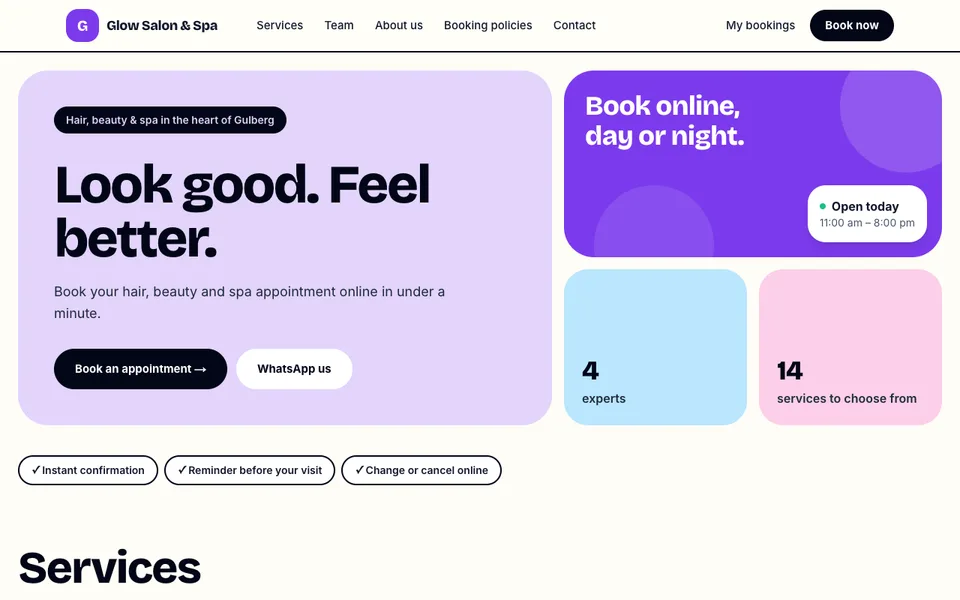 G
Glow Salon & Spa
Services
Team
About us
Booking policies
Contact
My bookings
Book now
Hair, beauty & spa in the heart of Gulberg
Look good. Feel
better.
Book your hair, beauty and spa appointment online in under a
minute.
Book an appointment →
WhatsApp us
Book online,
day or night.
Open today
11:00 am – 8:00 pm
4
experts
14
services to choose from
✓ Instant confirmation
✓ Reminder before your visit
✓ Change or cancel online
Services